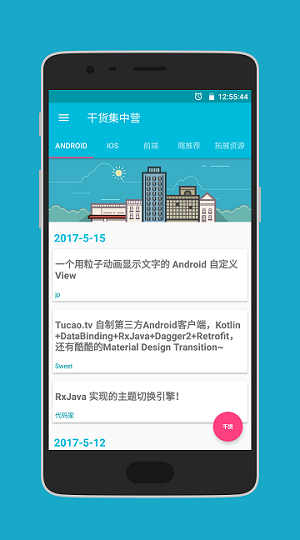 12:55:44
干货集中营
ANDROID IOS 前端 瞎推荐 拓展资源
2017-5-15
一个用粒子动画显示文字的 Android 自定义
View
jp
Tucao.tv 自制第三方Android客户端，Kotlin
+DataBinding+RxJava+Dagger2+Retrofit，
还有酷酷的Material Design Transition~
Sweet
RxJava 实现的主题切换引擎！
代码家
干货
2017-5-12